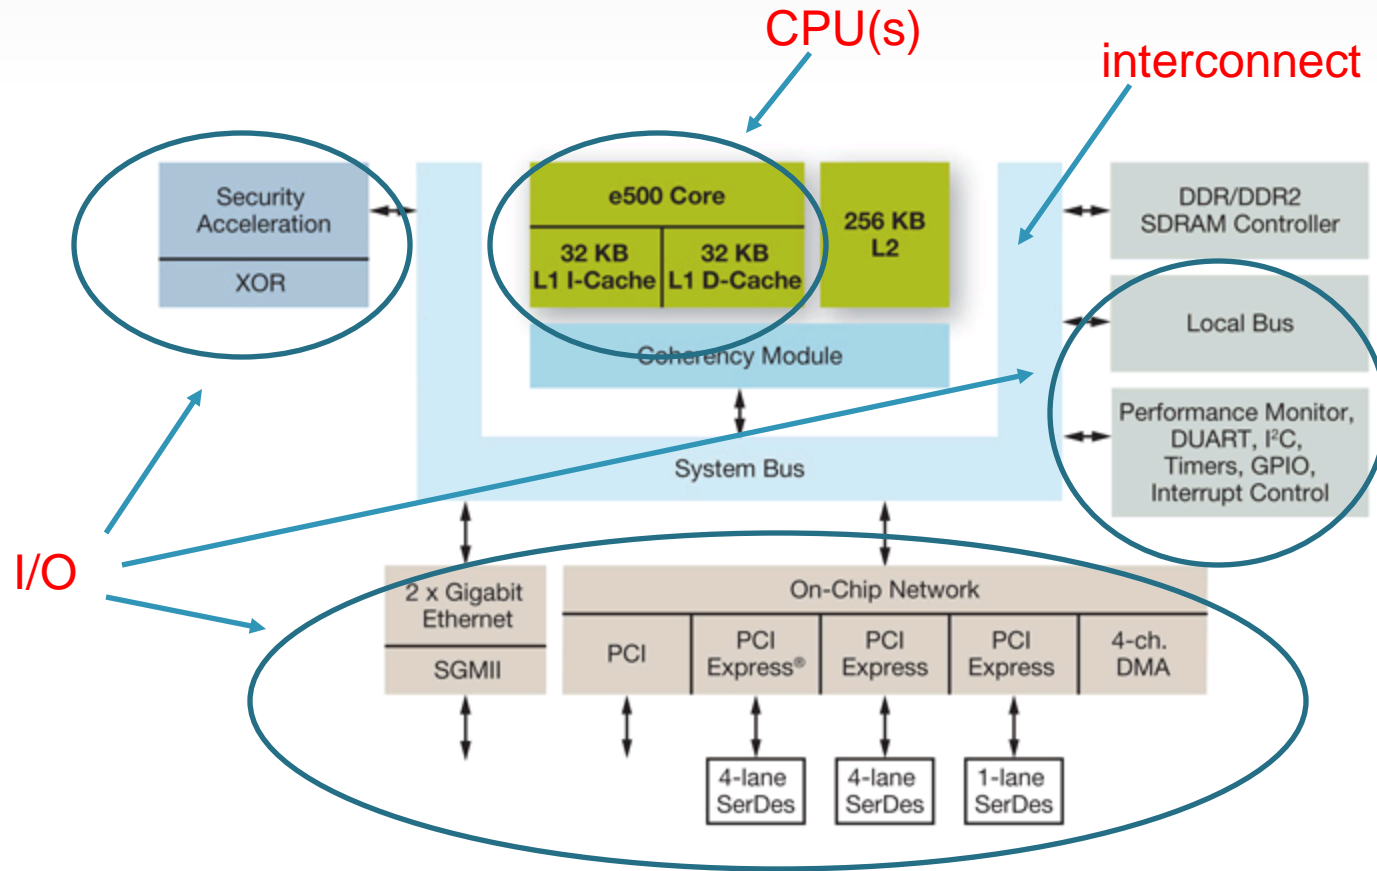 CPU(s)
interconnect
Security
Acceleration
XOR
e500 Core
32 KB
L1 I-Cache
32 KB
L1 D-Cache
256 KB
L2
DDR/DDR2
SDRAM Controller
Local Bus
Coherency Module
Performance Monitor,
DUART, I²C,
Timers, GPIO,
Interrupt Control
System Bus
I/O
2 x Gigabit
Ethernet
SGMII
On-Chip Network
PCI
PCI
Express®
PCI
Express
PCI
Express
4-ch.
DMA
4-lane
SerDes
4-lane
SerDes
1-lane
SerDes